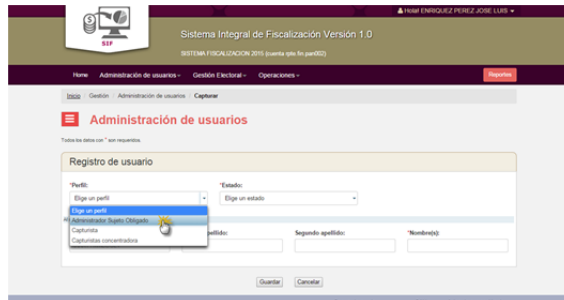 Hola! ENRIQUEZ PEREZ JOSE LUIS
SIF
Sistema Integral de Fiscalización Versión 1.0
SISTEMA FISCALIZACION 2015 (cuenta rpto.fin.pan002)
Home Administración de usuarios Gestión Electoral Operaciones Reportes
Inicio Gestión Administración de usuarios Capturar
Administración de usuarios
Todos los datos con * son requeridos.
Registro de usuario
*Perfil: *Estado:
Elige un perfil Elige un estado
Elige un perfil
Administrador Sujeto Obligado
Capturista
Capturistas concentradora
Segundo apellido: *Nombre(s):
Guardar Cancelar